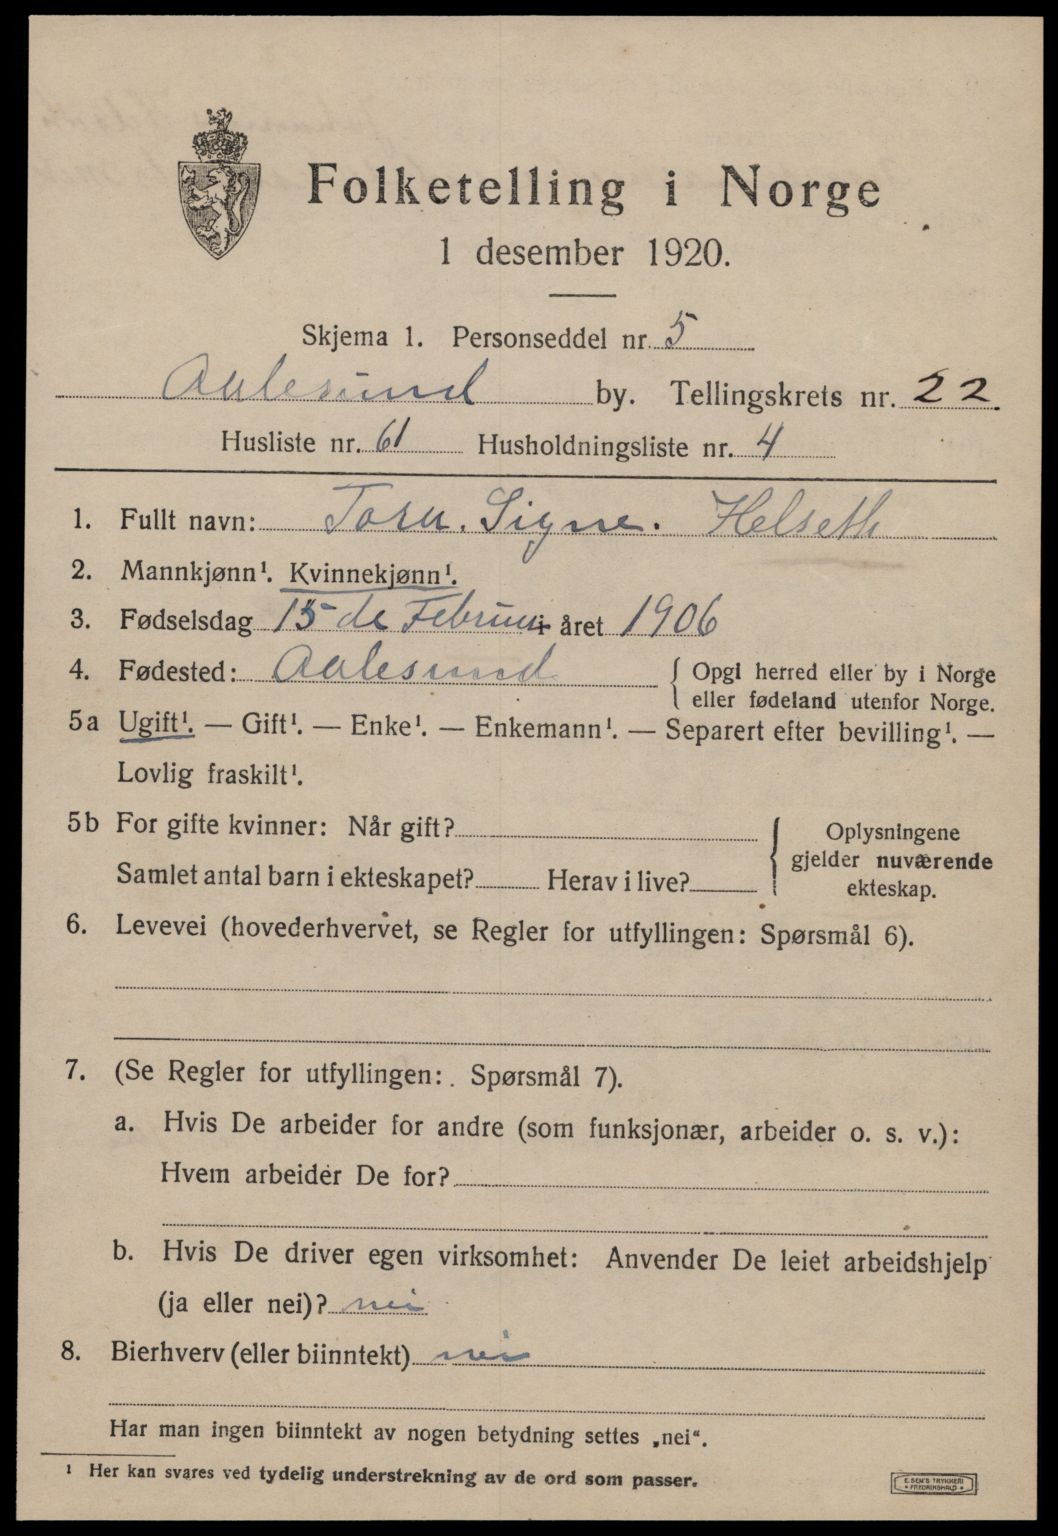 Folketelling i Norge
1 desember 1920.
Skjema 1. Personseddel nr. 5
Aalesund by. Tellingskrets nr. 22
Husliste nr. 61 Husholdningsliste nr. 4
1. Fullt navn: Signe. Helseth
2. Mannkjønn¹. Kvinnekjønn¹.
3. Fødselsdag 15 de Februar i året 1906
4. Fødested: Aalesund { Opgi herred eller by i Norge
eller fødeland utenfor Norge.
5a Ugift¹. — Gift¹. — Enke¹. — Enkemann¹. — Separert efter bevilling¹. —
Lovlig fraskilt¹.
5b For gifte kvinner: Når gift? { Oplysningene
gjelder nuværende
Samlet antal barn i ekteskapet? Herav i live? ekteskap.
6. Levevei (hovederhvervet, se Regler for utfyllingen: Spørsmål 6).
7. (Se Regler for utfyllingen: Spørsmål 7).
a. Hvis De arbeider for andre (som funksjonær, arbeider o. s. v.):
Hvem arbeider De for?
b. Hvis De driver egen virksomhet: Anvender De leiet arbeidshjelp
(ja eller nei)? nei
8. Bierhverv (eller biinntekt) nei
Har man ingen biinntekt av nogen betydning settes „nei“.
¹ Her kan svares ved tydelig understrekning av de ord som passer.
E. SEM'S TRYKKERI
• FREDRIKSHALD •